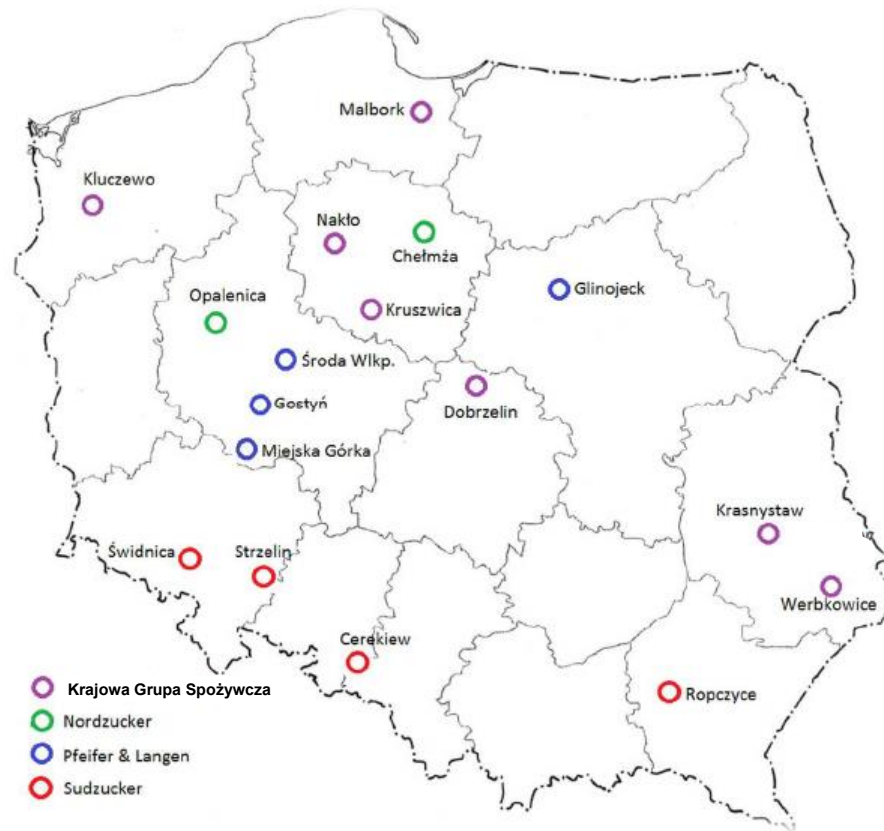 Malbork
Kluczewo
Nakło
Chełmża
Opalenica
Glinojeck
Kruszwica
Środa Wlkp.
Dobrzelin
Gostyń
Miejska Górka
Krasnystaw
Świdnica
Strzelin
Werbkowice
Cerekiew
Ropczyce
Krajowa Grupa Spożywcza
Nordzucker
Pfeifer & Langen
Sudzucker